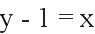 y - 1 = x